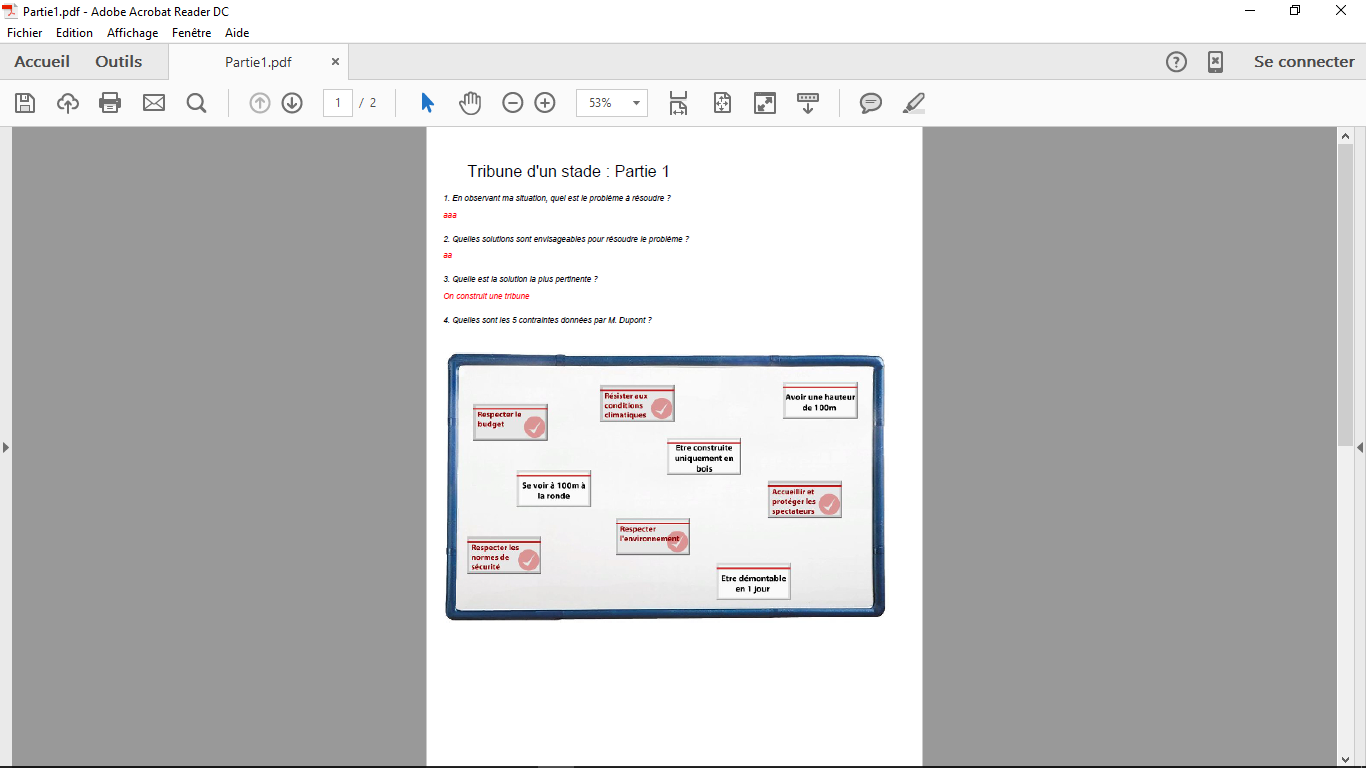 Partie1.pdf - Adobe Acrobat Reader DC
Fichier Edition Affichage Fenêtre Aide
Accueil Outils Partie1.pdf × Se connecter
1 / 2 53%
Tribune d'un stade : Partie 1
1. En observant ma situation, quel est le problème à résoudre ?
aaa
2. Quelles solutions sont envisageables pour résoudre le problème ?
aa
3. Quelle est la solution la plus pertinente ?
On construit une tribune
4. Quelles sont les 5 contraintes données par M. Dupont ?
Respecter le
budget
Résister aux
conditions
climatiques
Avoir une hauteur
de 100m
Etre construite
uniquement en
bois
Se voir à 100m à
la ronde
Accueillir et
protéger les
spectateurs
Respecter
l'environnement
Respecter les
normes de
sécurité
Etre démontable
en 1 jour